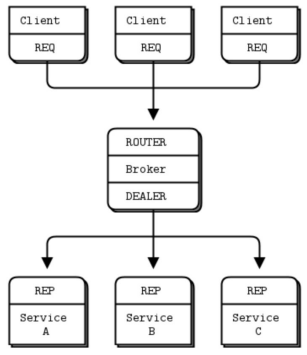 Client Client Client
REQ REQ REQ
ROUTER
Broker
DEALER
REP REP REP
Service Service Service
A B C